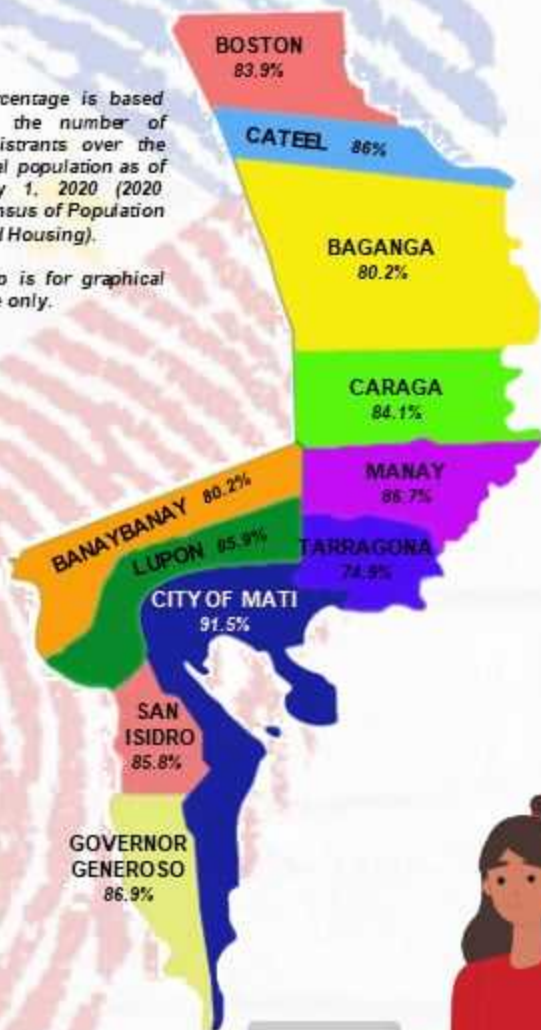 BOSTON
83.9%
CATEEL 86%
centage is based
the number of
istrants over the
l population as of
y 1, 2020 (2020
nsus of Population
d Housing).
BAGANGA
80.2%
p is for graphical
e only.
CARAGA
84.1%
MANAY
86.7%
BANAYBANAY 80.2%
LUPON 85.9%
TARRAGONA
74.9%
CITY OF MATI
91.5%
SAN
ISIDRO
85.8%
GOVERNOR
GENEROSO
86.9%